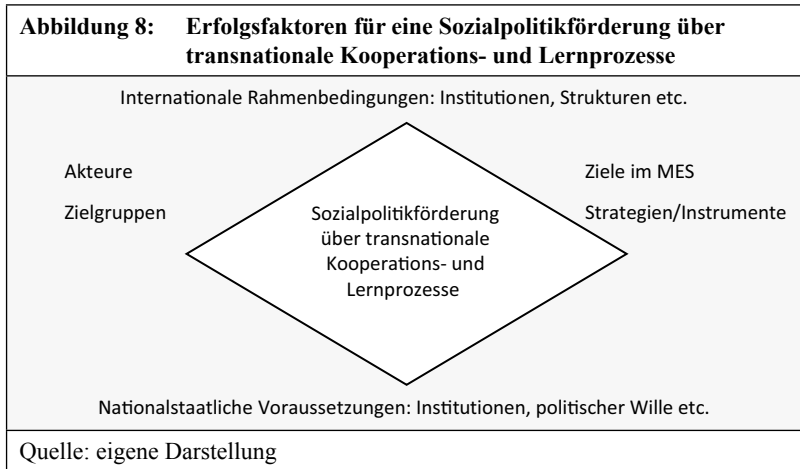 Abbildung 8: Erfolgsfaktoren für eine Sozialpolitikförderung über
transnationale Kooperations- und Lernprozesse
Internationale Rahmenbedingungen: Institutionen, Strukturen etc.
Akteure
Zielgruppen
Ziele im MES
Strategien/Instrumente
Sozialpolitikförderung
über transnationale
Kooperations- und
Lernprozesse
Nationalstaatliche Voraussetzungen: Institutionen, politischer Wille etc.
Quelle: eigene Darstellung